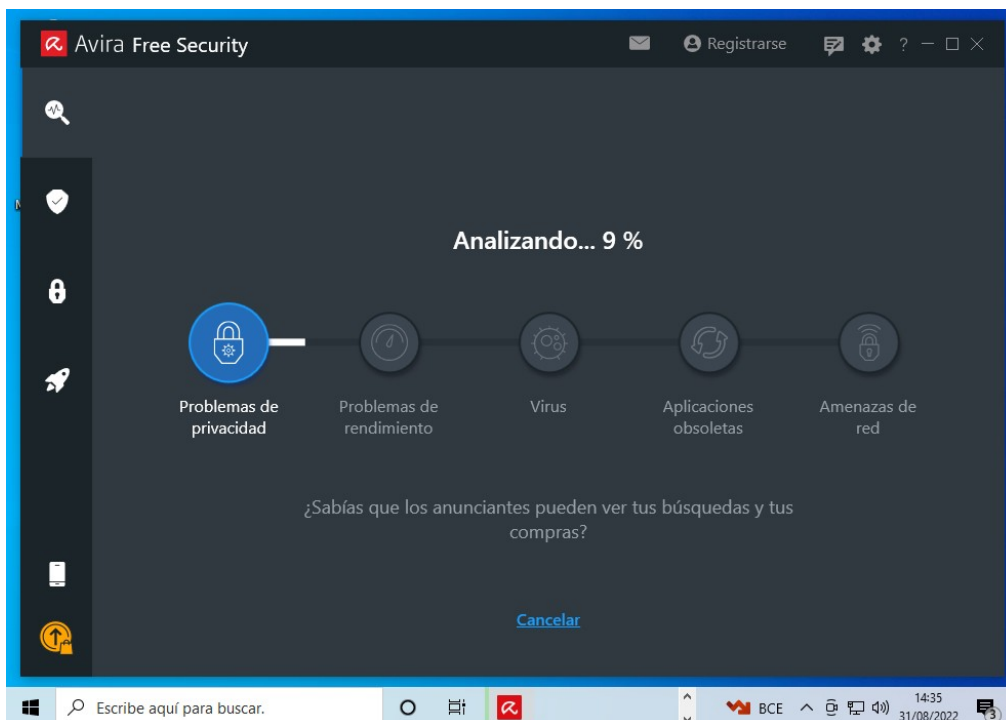 Avira Free Security
Registrarse
Analizando... 9 %
Problemas de
privacidad
Problemas de
rendimiento
Virus
Aplicaciones
obsoletas
Amenazas de
red
¿Sabías que los anunciantes pueden ver tus búsquedas y tus
compras?
Cancelar
Escribe aquí para buscar.
BCE
14:35
31/08/2022
3